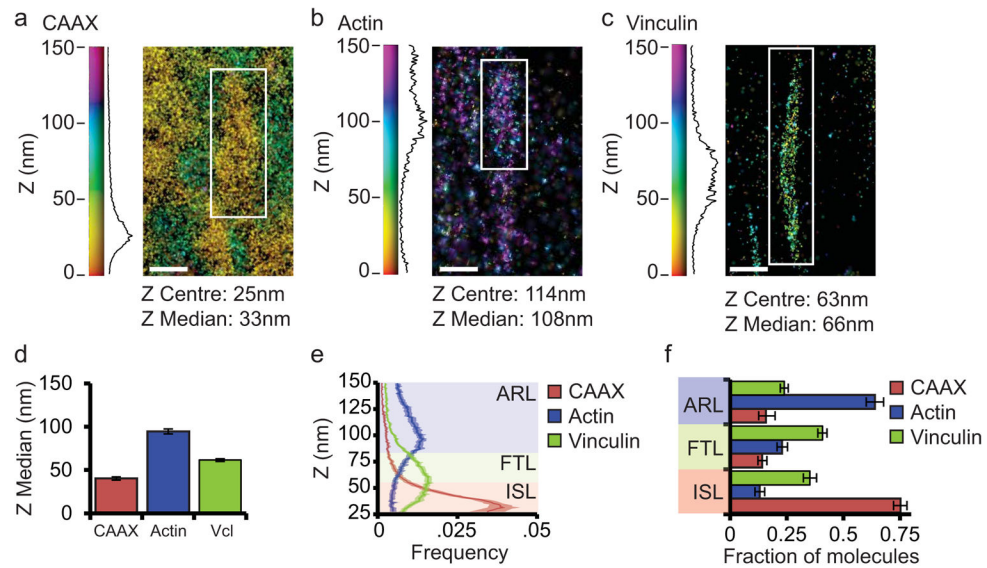 a CAAX
150
100
50
0
Z (nm)
Z Centre: 25nm
Z Median: 33nm
b Actin
150
100
50
0
Z (nm)
Z Centre: 114nm
Z Median: 108nm
c Vinculin
150
100
50
0
Z (nm)
Z Centre: 63nm
Z Median: 66nm
d
Z Median (nm)
150
100
50
0
CAAX Actin Vcl
e
Z (nm)
150
125
100
75
50
25
ARL
FTL
ISL
0 .025 .05
Frequency
CAAX
Actin
Vinculin
f
ARL
FTL
ISL
0 0.25 0.5 0.75
Fraction of molecules
CAAX
Actin
Vinculin